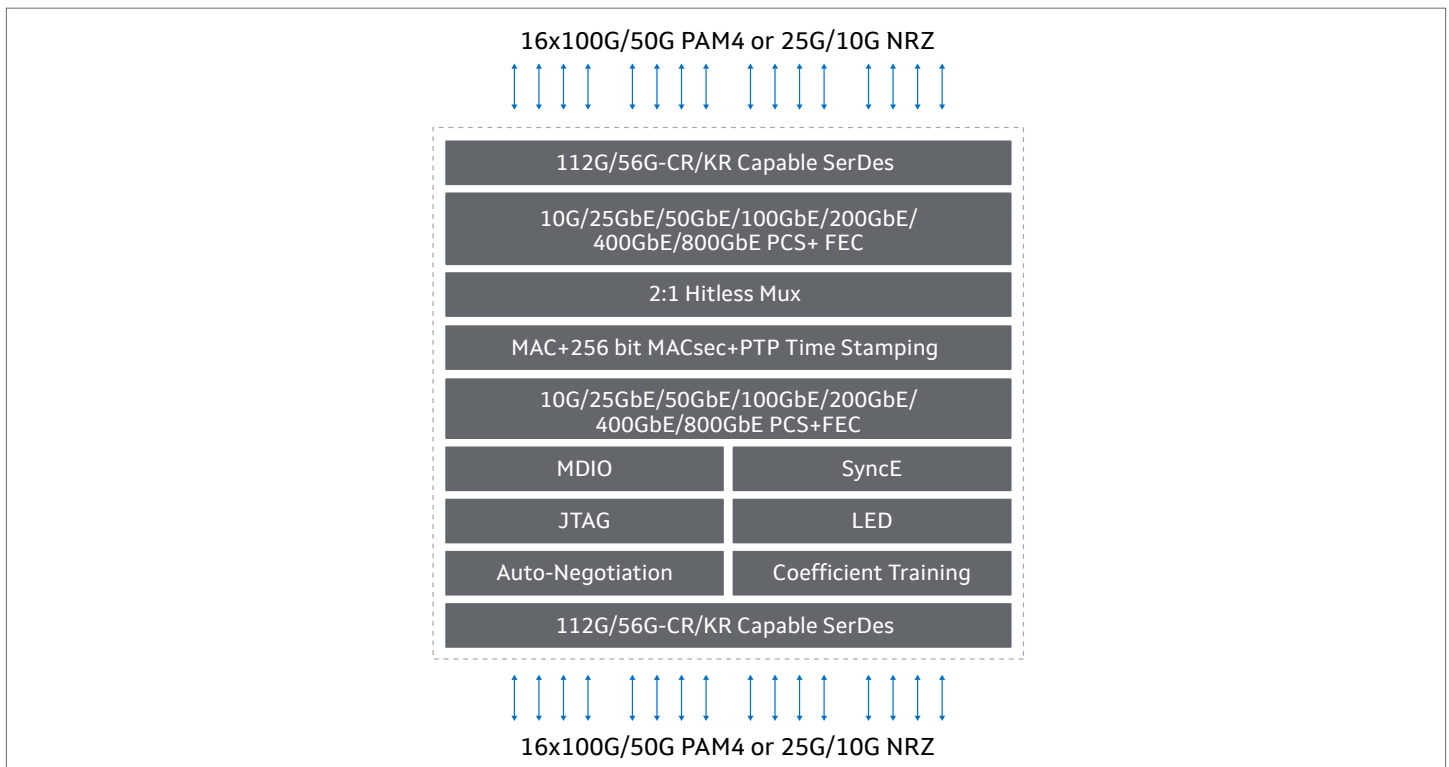 16x100G/50G PAM4 or 25G/10G NRZ
112G/56G-CR/KR Capable SerDes
10G/25GbE/50GbE/100GbE/200GbE/
400GbE/800GbE PCS+ FEC
2:1 Hitless Mux
MAC+256 bit MACsec+PTP Time Stamping
10G/25GbE/50GbE/100GbE/200GbE/
400GbE/800GbE PCS+FEC
MDIO
SyncE
JTAG
LED
Auto-Negotiation
Coefficient Training
112G/56G-CR/KR Capable SerDes
16x100G/50G PAM4 or 25G/10G NRZ